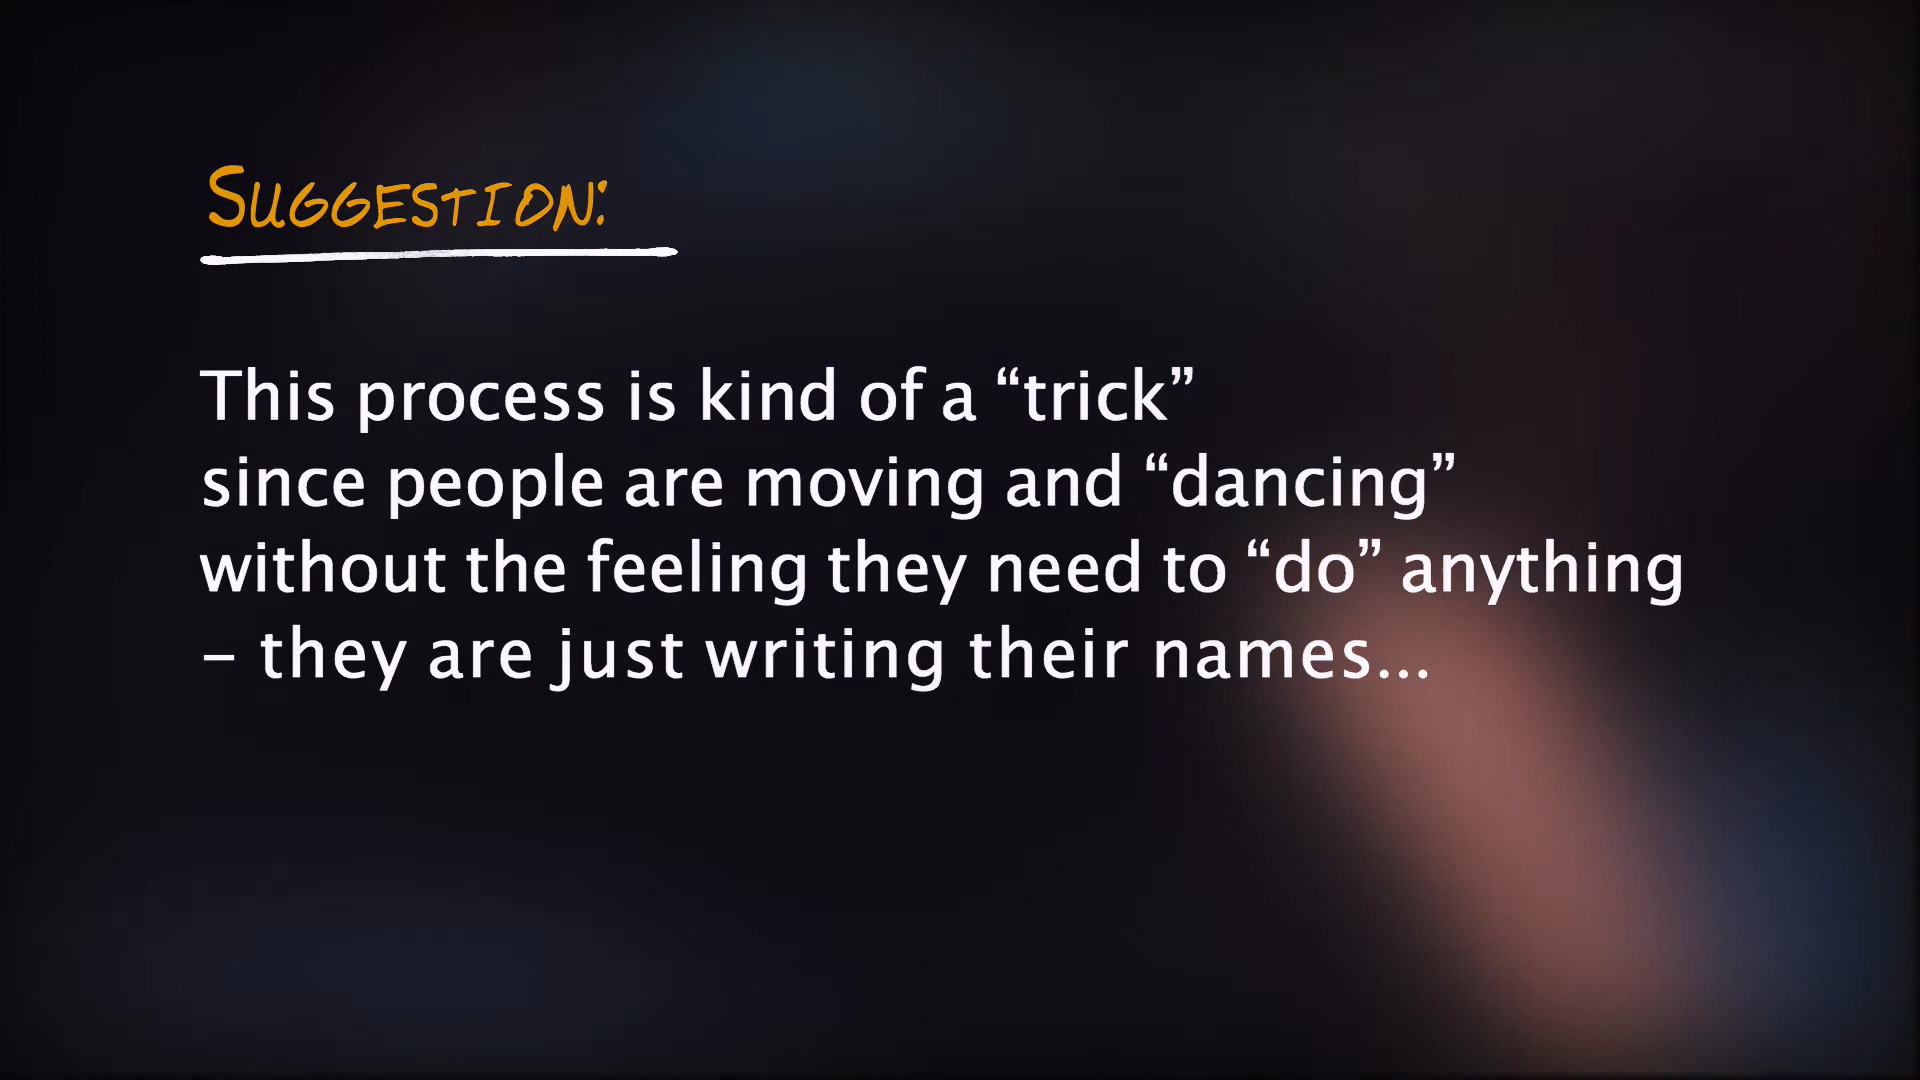 SUGGESTION:
This process is kind of a “trick”
since people are moving and “dancing”
without the feeling they need to “do” anything
– they are just writing their names...